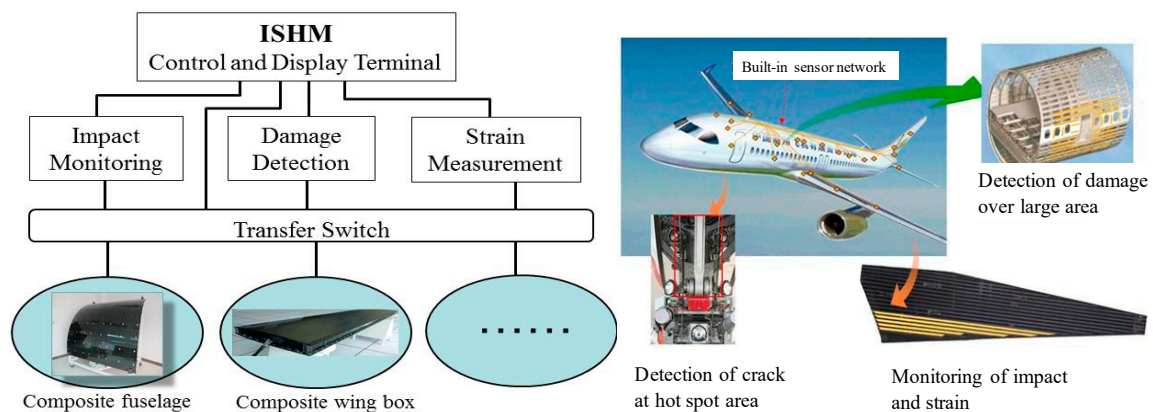 ISHM
Control and Display Terminal
Impact
Monitoring
Damage
Detection
Strain
Measurement
Transfer Switch
......
Composite fuselage
Composite wing box
Built-in sensor network
Detection of damage
over large area
Detection of crack
at hot spot area
Monitoring of impact
and strain